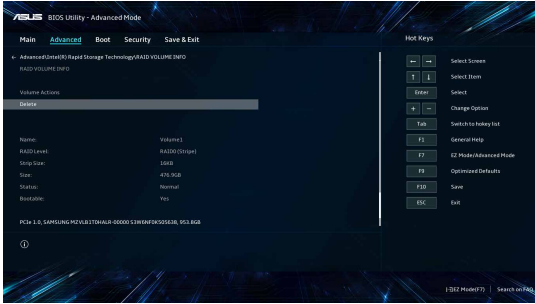 ASUS BIOS Utility - Advanced Mode
Main Advanced Boot Security Save & Exit
Hot Keys
← Advanced\Intel(R) Rapid Storage Technology\RAID VOLUME INFO
RAID VOLUME INFO
Volume Actions
Delete
Name: Volume1
RAID Level: RAID0 (Stripe)
Strip Size: 16KB
Size: 476.9GB
Status: Normal
Bootable: Yes
PCIe 1.0, SAMSUNG MZVLB1T0HALR-00000 S3W6NF0K505638, 953.8GB
← → Select Screen
↑ ↓ Select Item
Enter Select
+ − Change Option
Tab Switch to hokey list
F1 General Help
F7 EZ Mode/Advanced Mode
F9 Optimized Defaults
F10 Save
ESC Exit
EZ Mode(F7) | Search on FAQ